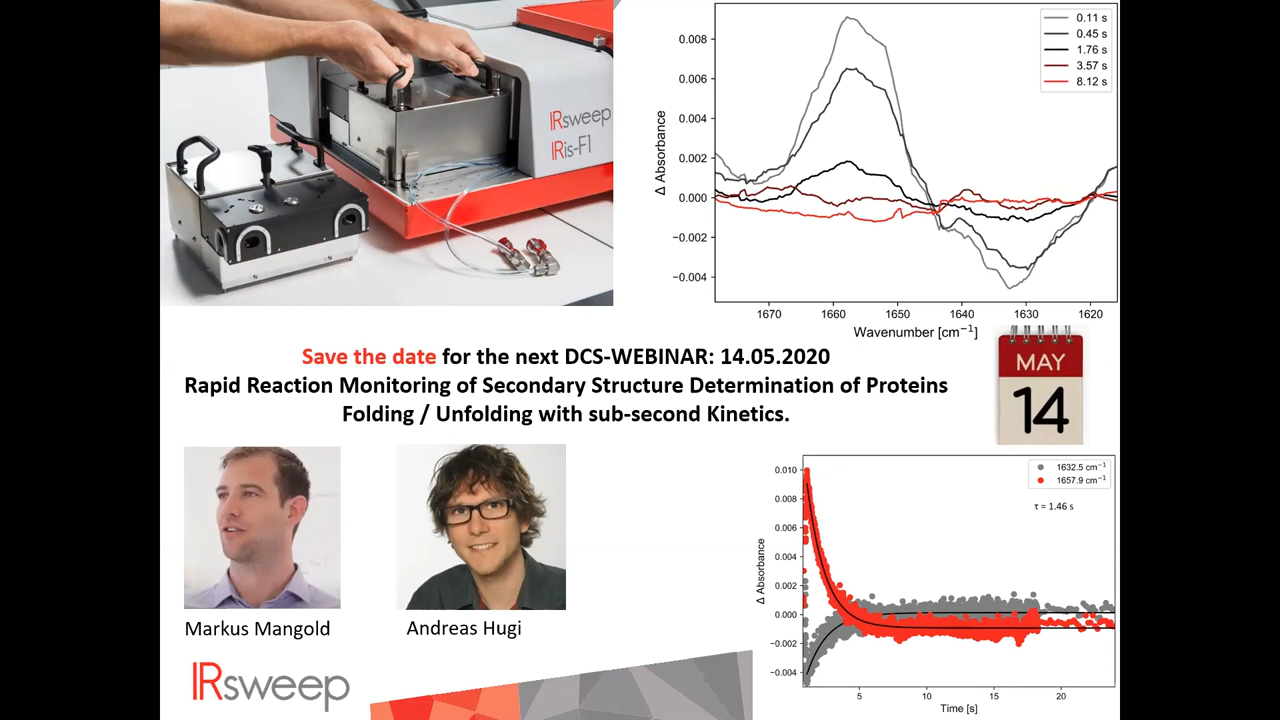 IRsweep
IRis-F1
0.11 s
0.45 s
1.76 s
3.57 s
8.12 s
0.008
0.006
0.004
0.002
0.000
−0.002
−0.004
Δ Absorbance
1670
1660
1650
1640
1630
1620
Wavenumber [cm⁻¹]
Save the date for the next DCS-WEBINAR: 14.05.2020
Rapid Reaction Monitoring of Secondary Structure Determination of Proteins
Folding / Unfolding with sub-second Kinetics.
MAY
14
Markus Mangold
Andreas Hugi
IRsweep
1632.5 cm⁻¹
1657.9 cm⁻¹
τ = 1.46 s
0.010
0.008
0.006
0.004
0.002
0.000
−0.002
−0.004
Δ Absorbance
5
10
15
20
Time [s]